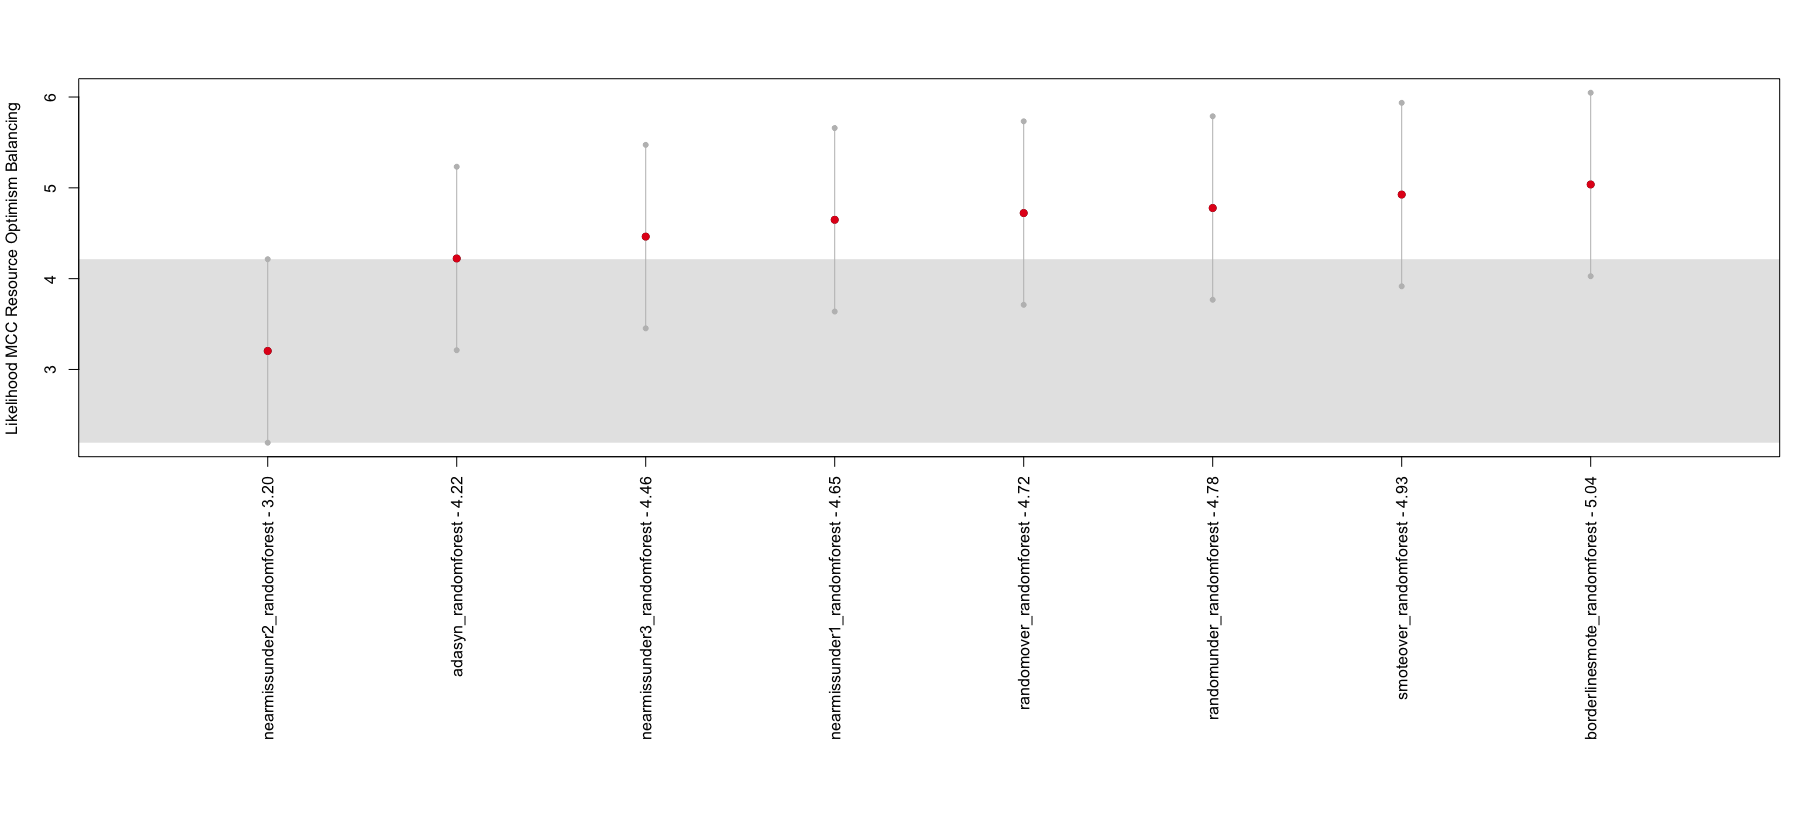 Likelihood MCC Resource Optimism Balancing
6
5
4
3
nearmissunder2_randomforest - 3.20
adasyn_randomforest - 4.22
nearmissunder3_randomforest - 4.46
nearmissunder1_randomforest - 4.65
randomover_randomforest - 4.72
randomunder_randomforest - 4.78
smoteover_randomforest - 4.93
borderlinesmote_randomforest - 5.04